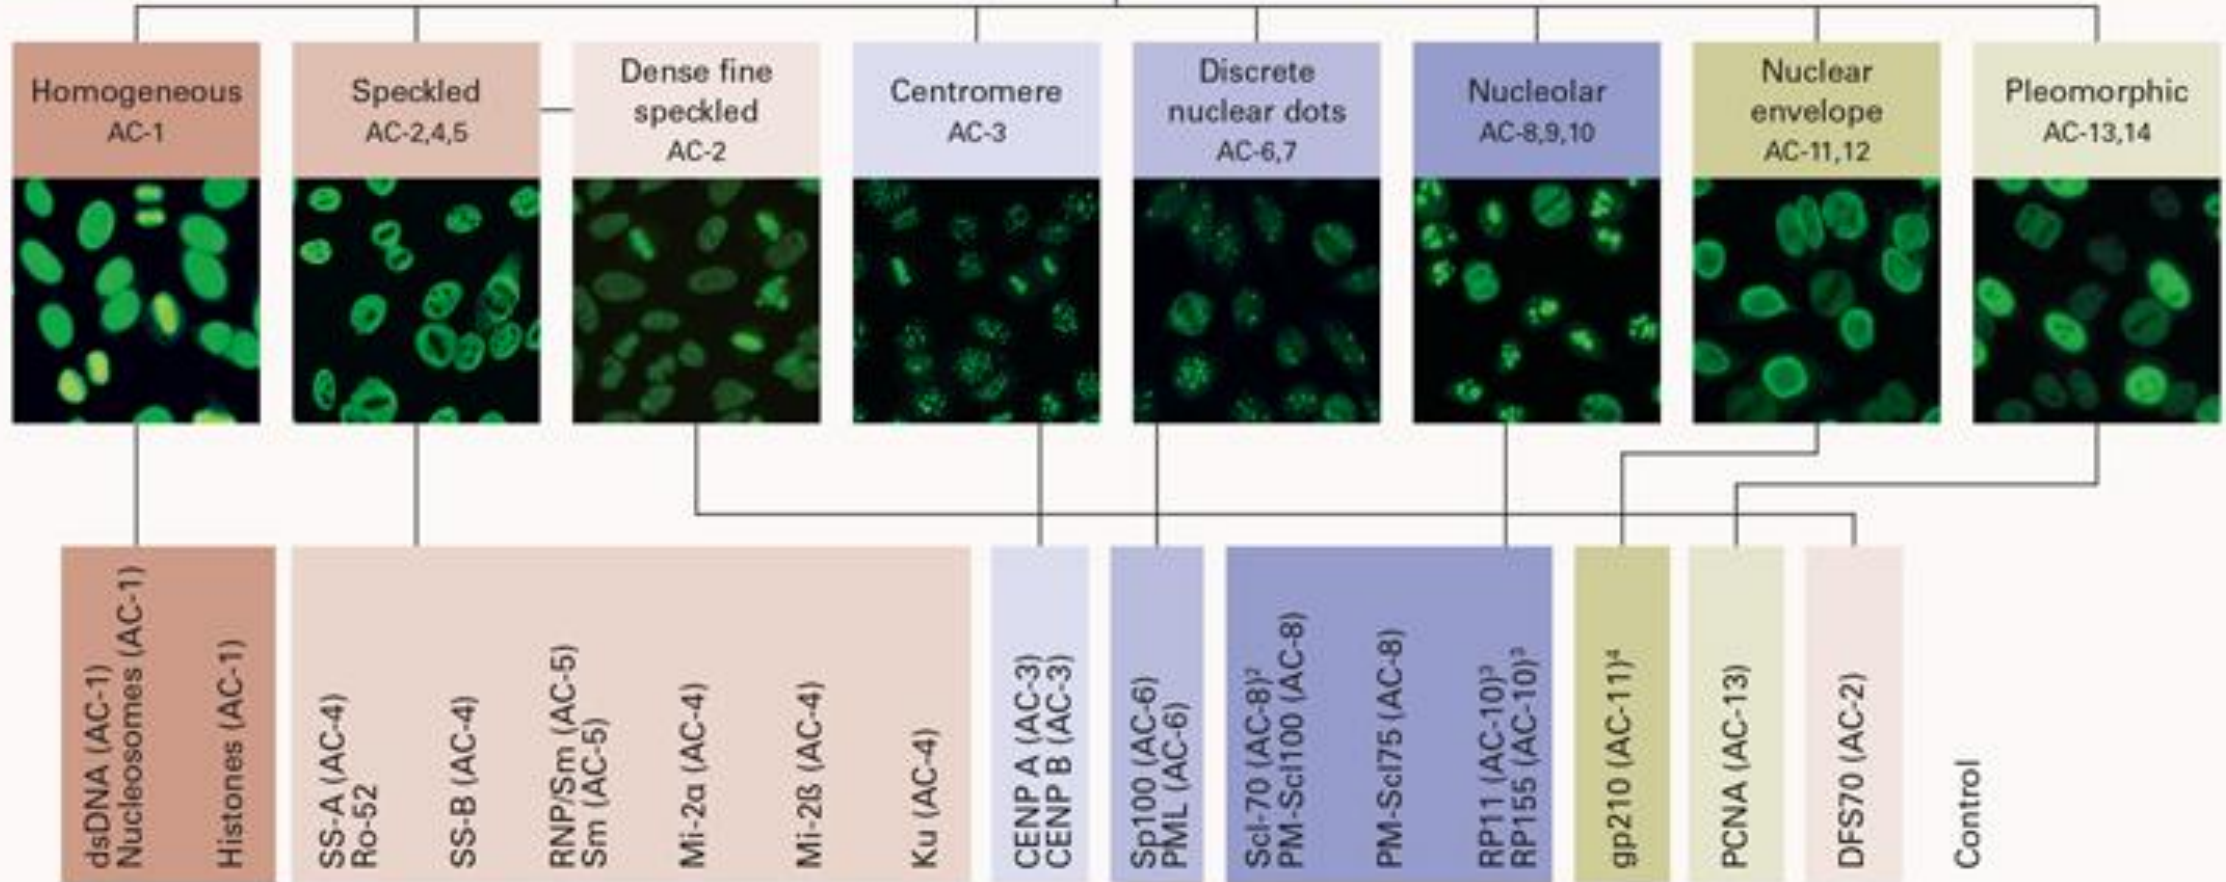 Homogeneous
AC-1
Speckled
AC-2,4,5
Dense fine
speckled
AC-2
Centromere
AC-3
Discrete
nuclear dots
AC-6,7
Nucleolar
AC-8,9,10
Nuclear
envelope
AC-11,12
Pleomorphic
AC-13,14
dsDNA (AC-1)
Nucleosomes (AC-1)
Histones (AC-1)
SS-A (AC-4)
Ro-52
SS-B (AC-4)
RNP/Sm (AC-5)
Sm (AC-5)
Mi-2α (AC-4)
Mi-2ß (AC-4)
Ku (AC-4)
CENP A (AC-3)
CENP B (AC-3)
Sp100 (AC-6)
PML (AC-6)
Scl-70 (AC-8)²
PM-Scl100 (AC-8)
PM-Scl75 (AC-8)
RP11 (AC-10)³
RP155 (AC-10)³
gp210 (AC-11)⁴
PCNA (AC-13)
DFS70 (AC-2)
Control